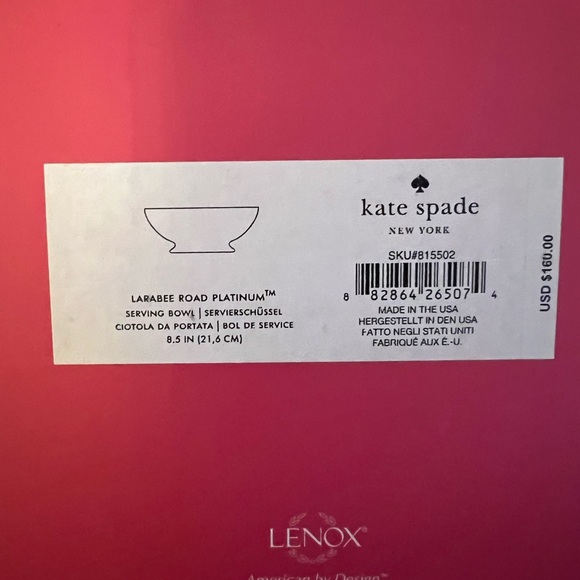 LARABEE ROAD PLATINUM™
SERVING BOWL | SERVIERSCHÜSSEL
CIOTOLA DA PORTATA | BOL DE SERVICE
8.5 IN (21,6 CM)
kate spade
NEW YORK
SKU#815502
8 82864 26507 4
MADE IN THE USA
HERGESTELLT IN DEN USA
FATTO NEGLI STATI UNITI
FABRIQUÉ AUX É.-U.
USD $160.00
LENOX®
American by Design™